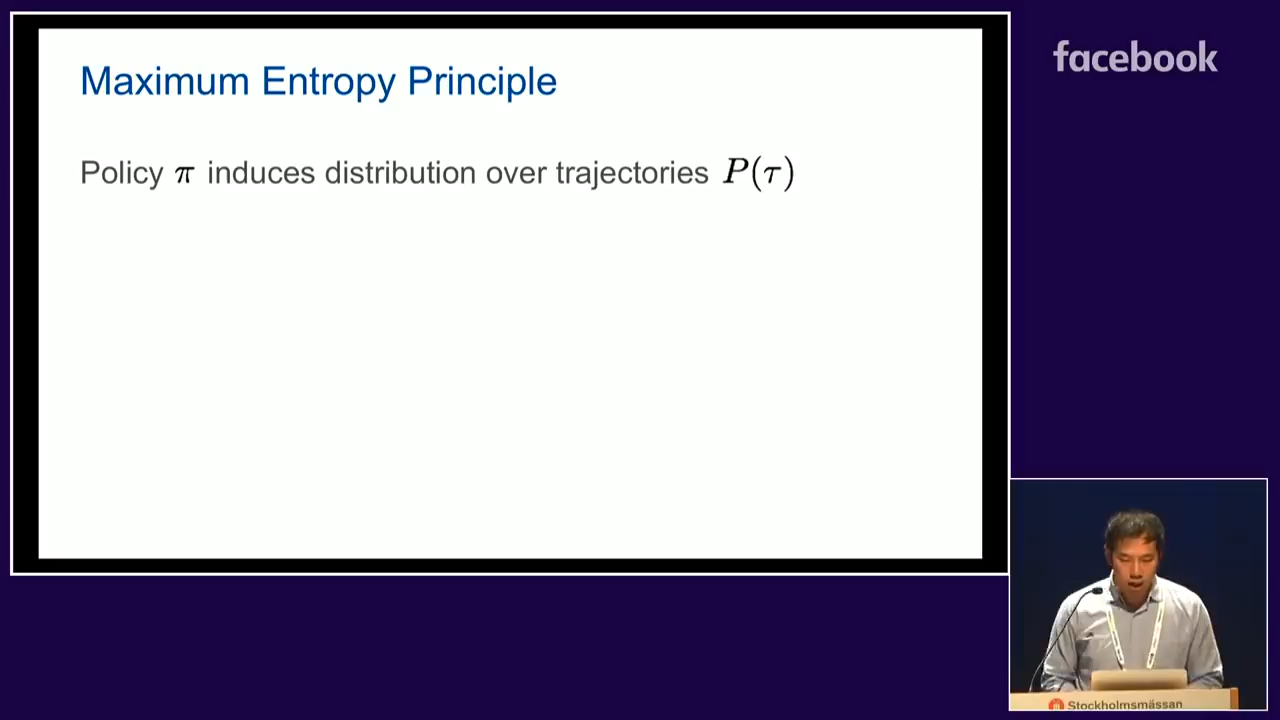 Maximum Entropy Principle
Policy π induces distribution over trajectories P(τ)
facebook
Stockholmsmässan